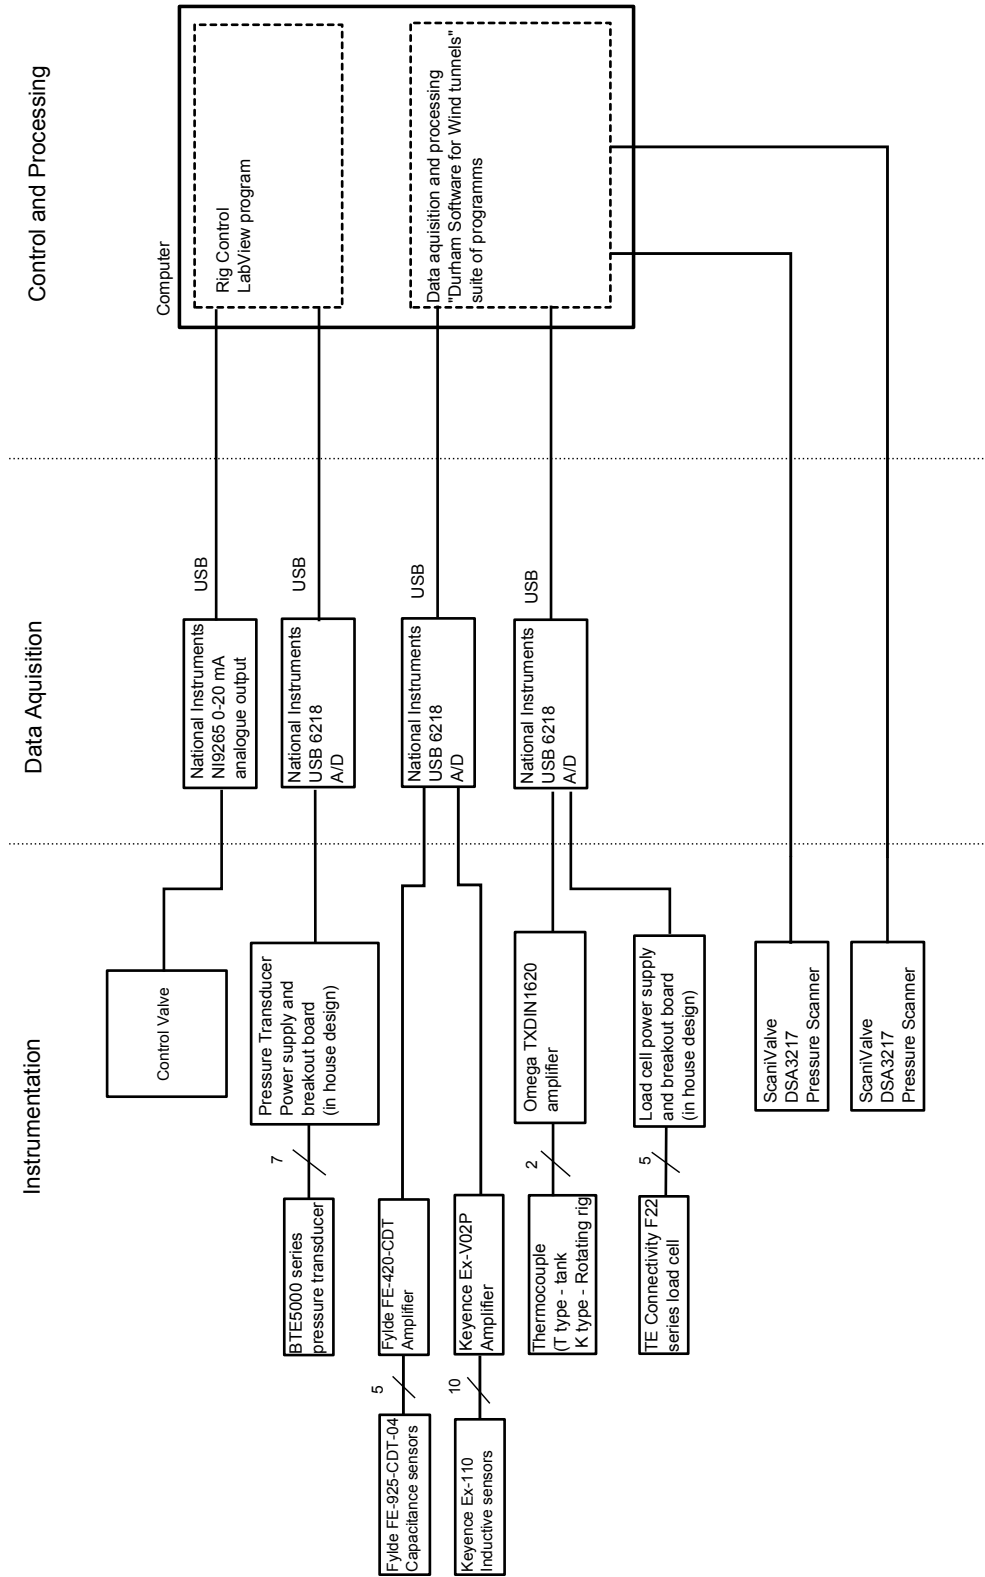 Instrumentation
Data Aquisition
Control and Processing
Control Valve
National Instruments
NI9265 0-20 mA
analogue output
USB
Computer
Rig Control
LabView program
BTE5000 series
pressure transducer
7
Pressure Transducer
Power supply and
breakout board
(in house design)
National Instruments
USB 6218
A/D
USB
Fylde FE-925-CDT-04
Capacitance sensors
5
Fylde FE-420-CDT
Amplifier
Keyence Ex-110
Inductive sensors
10
Keyence Ex-V02P
Amplifier
National Instruments
USB 6218
A/D
USB
Data aquisition and processing
"Durham Software for Wind tunnels"
suite of programms
Thermocouple
(T type - tank
K type - Rotating rig
2
Omega TXDIN1620
amplifier
National Instruments
USB 6218
A/D
USB
TE Connectivity F22
series load cell
5
Load cell power supply
and breakout board
(in house design)
ScaniValve
DSA3217
Pressure Scanner
ScaniValve
DSA3217
Pressure Scanner